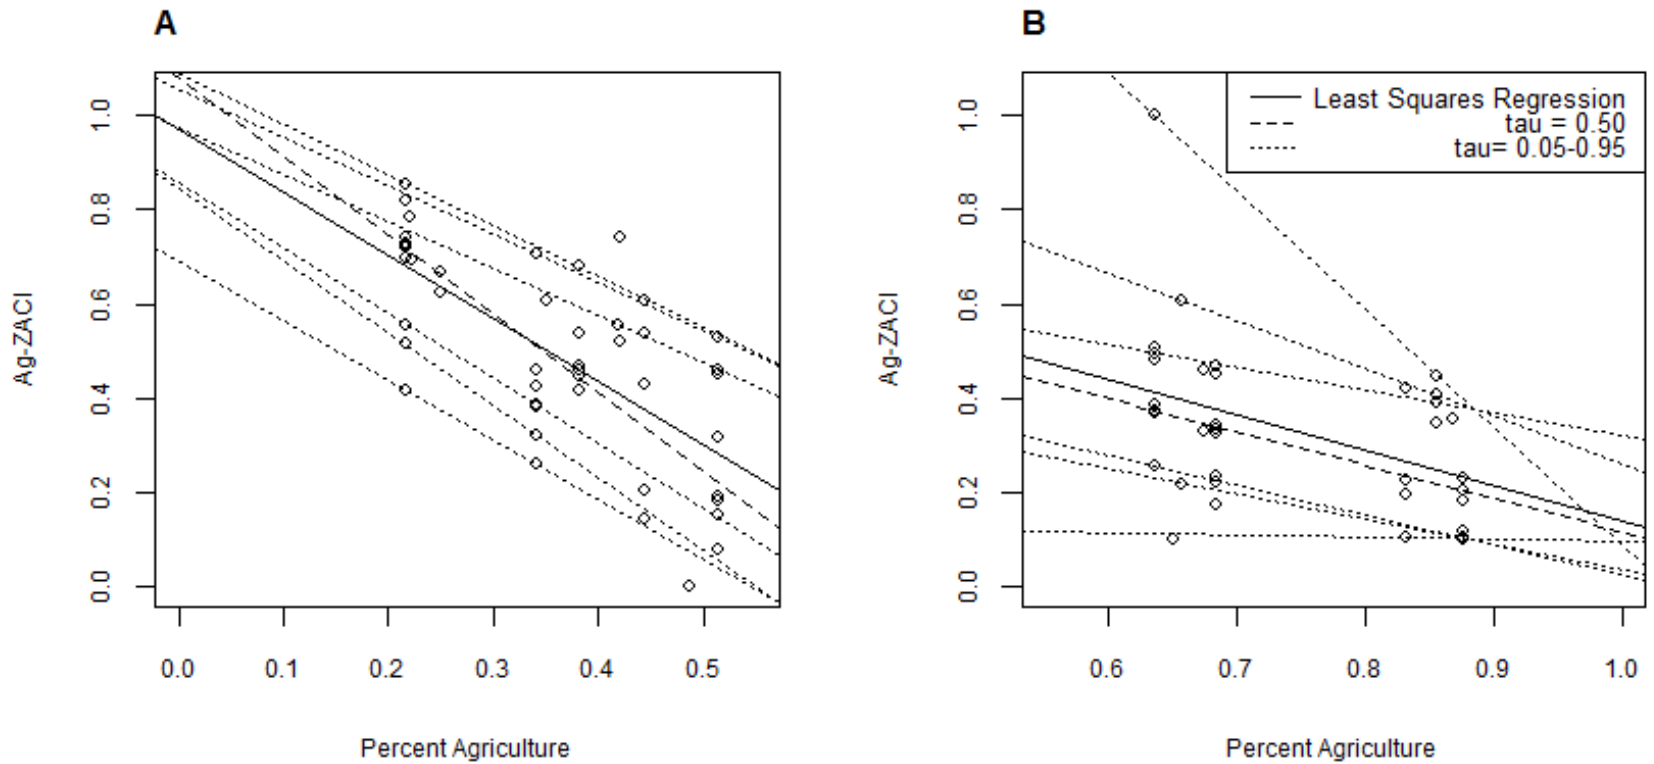 A
Ag-ZACI
1.0
0.8
0.6
0.4
0.2
0.0
0.0 0.1 0.2 0.3 0.4 0.5
Percent Agriculture
B
Least Squares Regression
tau = 0.50
tau= 0.05-0.95
Ag-ZACI
1.0
0.8
0.6
0.4
0.2
0.0
0.6 0.7 0.8 0.9 1.0
Percent Agriculture